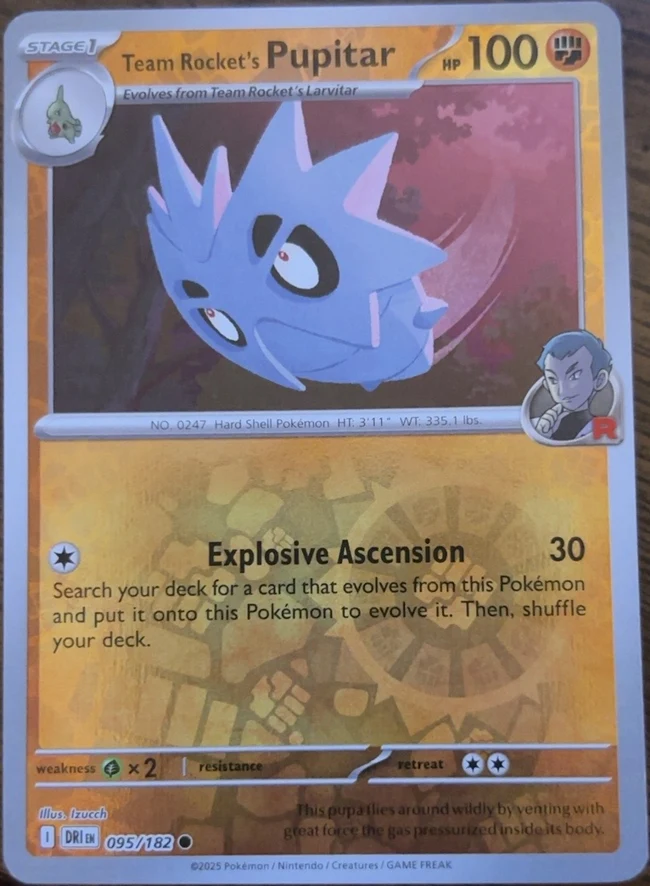 STAGE1
Team Rocket's Pupitar HP 100
Evolves from Team Rocket's Larvitar
NO. 0247 Hard Shell Pokémon HT: 3'11" WT: 335.1 lbs.
R
Explosive Ascension 30
Search your deck for a card that evolves from this Pokémon
and put it onto this Pokémon to evolve it. Then, shuffle
your deck.
weakness ×2 resistance retreat
Illus. Izucch
This pupa flies around wildly by venting with
great force the gas pressurized inside its body.
I DRI EN 095/182
©2025 Pokémon / Nintendo / Creatures / GAME FREAK